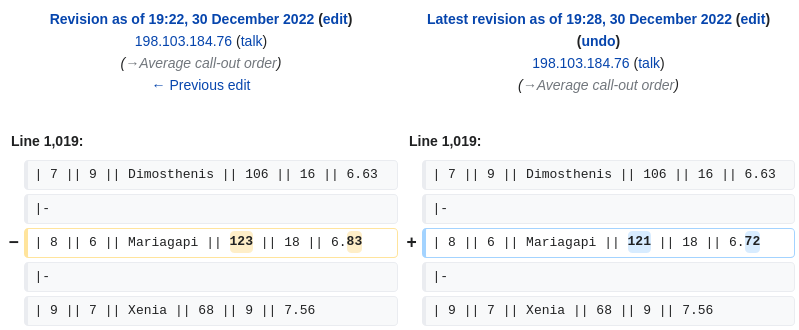 Revision as of 19:22, 30 December 2022 (edit)
198.103.184.76 (talk)
(→Average call-out order)
← Previous edit
Latest revision as of 19:28, 30 December 2022 (edit)
(undo)
198.103.184.76 (talk)
(→Average call-out order)
Line 1,019:
Line 1,019:
| 7 || 9 || Dimosthenis || 106 || 16 || 6.63
| 7 || 9 || Dimosthenis || 106 || 16 || 6.63
|-
|-
− | 8 || 6 || Mariagapi || 123 || 18 || 6.83
+ | 8 || 6 || Mariagapi || 121 || 18 || 6.72
|-
|-
| 9 || 7 || Xenia || 68 || 9 || 7.56
| 9 || 7 || Xenia || 68 || 9 || 7.56